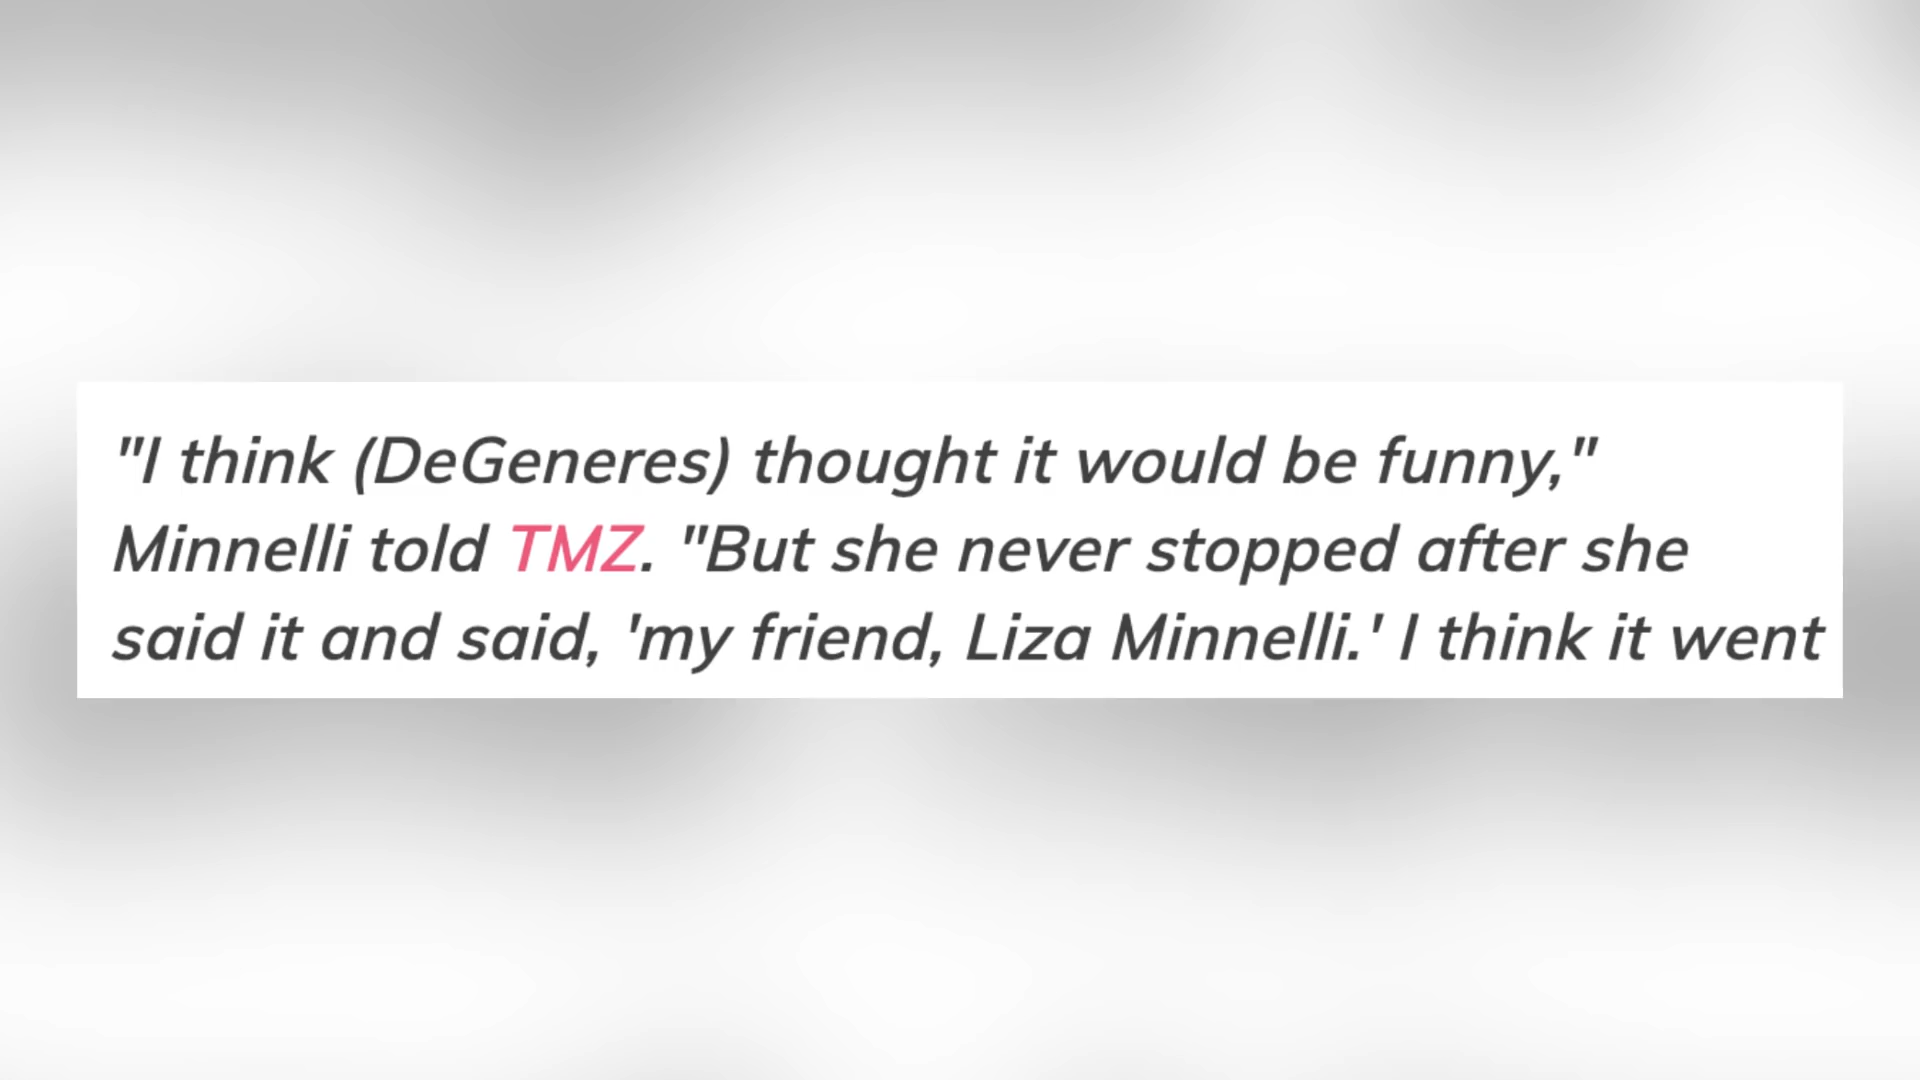 "I think (DeGeneres) thought it would be funny,"
Minnelli told TMZ. "But she never stopped after she
said it and said, 'my friend, Liza Minnelli.' I think it went